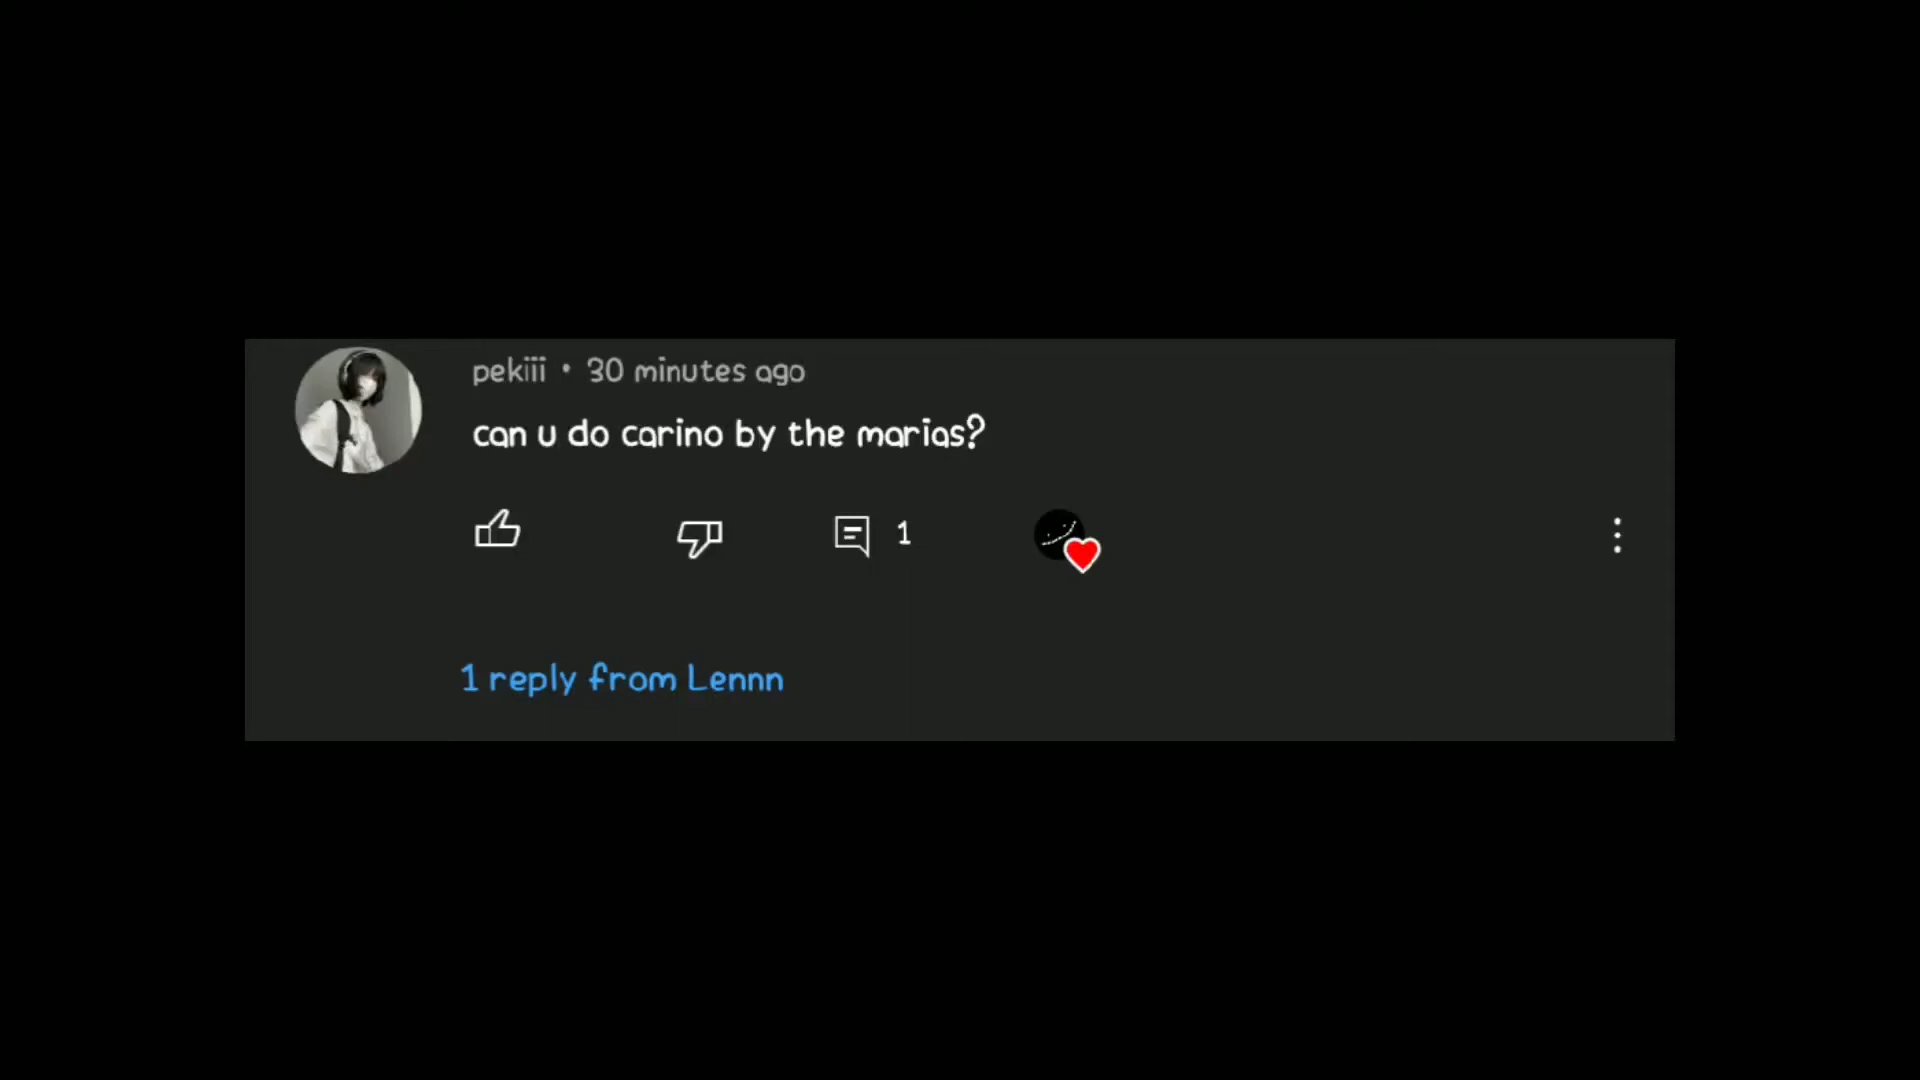 pekiii • 30 minutes ago
can u do carino by the marias?
1
1 reply from Lennn